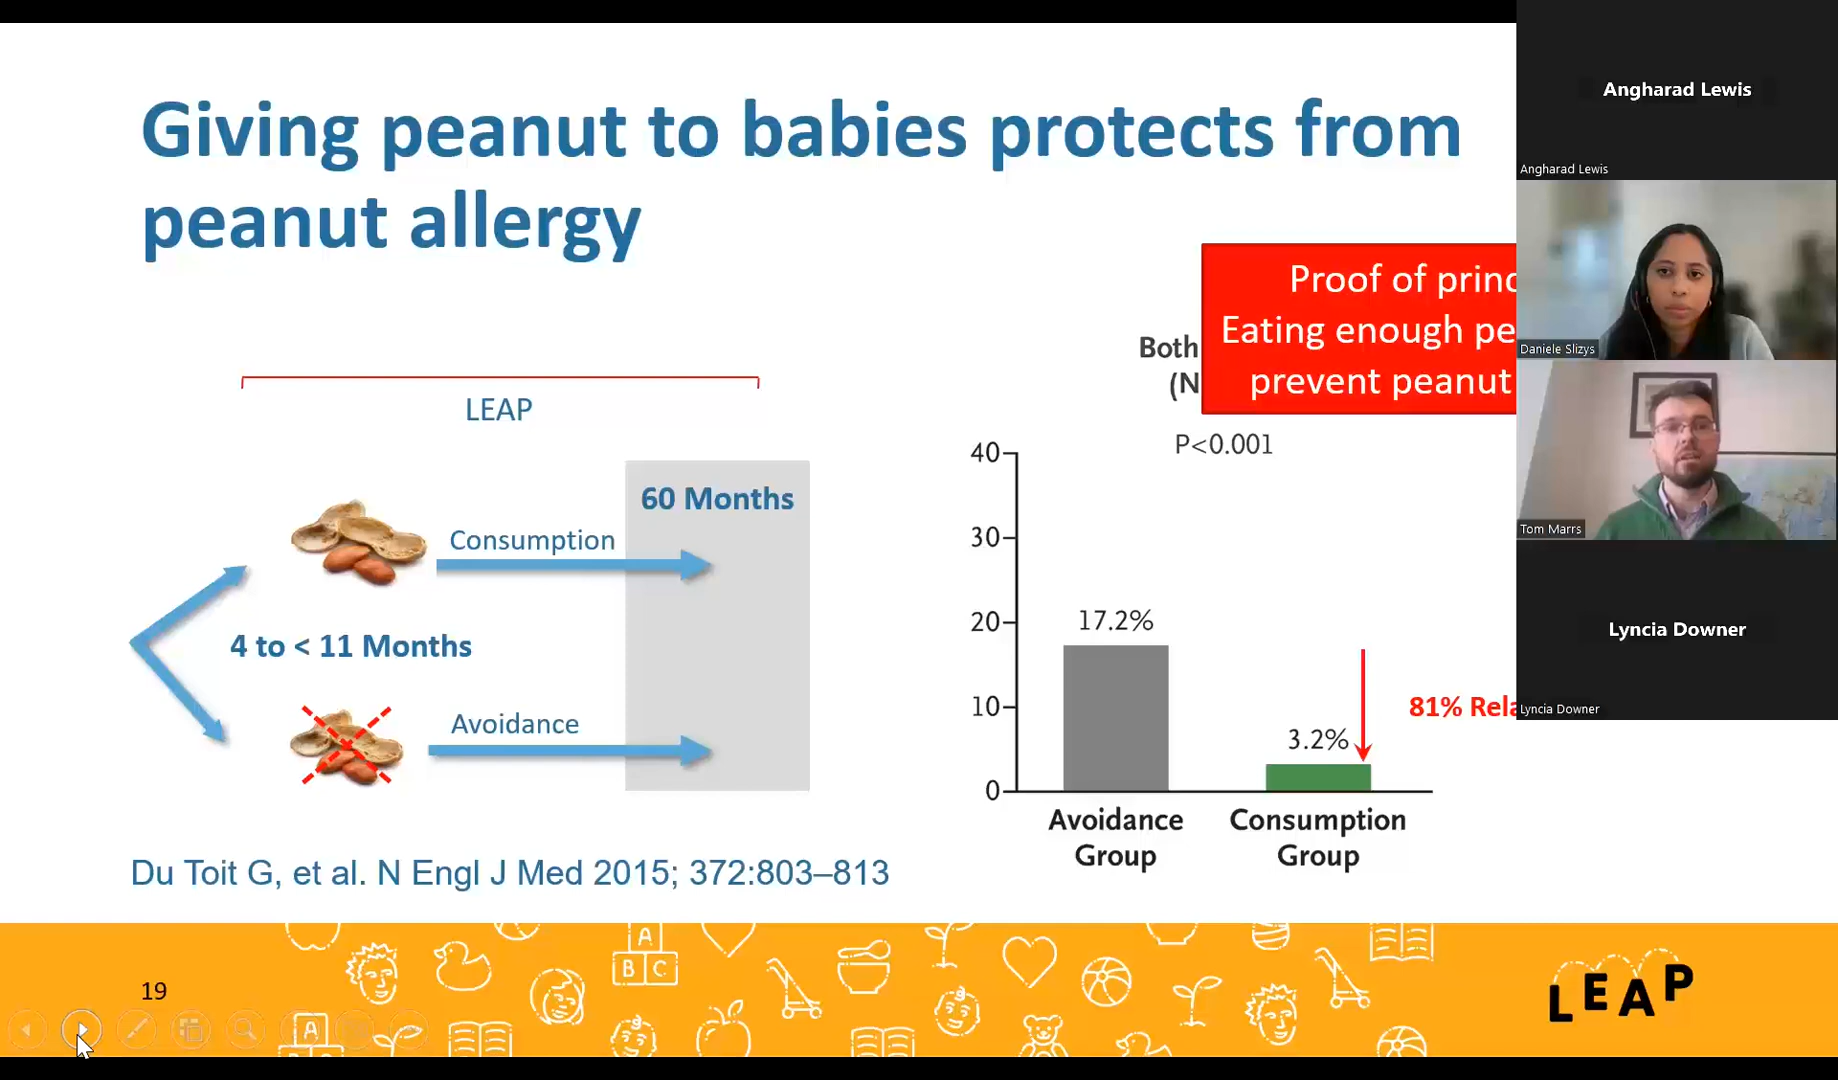 Giving peanut to babies protects from
peanut allergy
Proof of princ
Eating enough pe
prevent peanut
Both
(N
P<0.001
LEAP
60 Months
Consumption
4 to < 11 Months
Avoidance
40
30
20
10
0
17.2%
3.2%
81% Rela
Avoidance
Group
Consumption
Group
Du Toit G, et al. N Engl J Med 2015; 372:803–813
19
A
B C
A
LEAP
Angharad Lewis
Angharad Lewis
Daniele Slizys
Tom Marrs
Lyncia Downer
Lyncia Downer